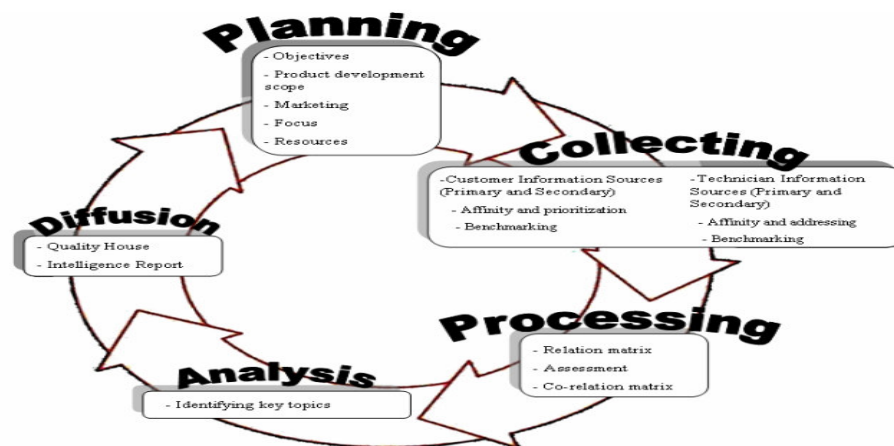 Planning
- Objectives
- Product development
scope
- Marketing
- Focus
- Resources
Collecting
-Customer Information Sources
(Primary and Secondary)
- Affinity and prioritization
- Benchmarking
-Technician Information
Sources (Primary and
Secondary)
- Affinity and addressing
- Benchmarking
Processing
- Relation matrix
- Assessment
- Co-relation matrix
Analysis
- Identifying key topics
Diffusion
- Quality House
- Intelligence Report